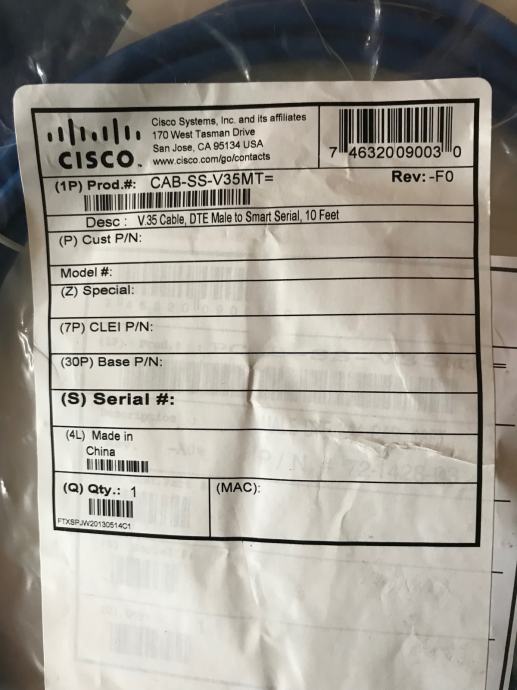 CISCO
Cisco Systems, Inc. and its affiliates
170 West Tasman Drive
San Jose, CA 95134 USA
www.cisco.com/go/contacts
7 4632009003 0
(1P) Prod.#: CAB-SS-V35MT=
Rev: -F0
Desc : V.35 Cable, DTE Male to Smart Serial, 10 Feet
(P) Cust P/N:
Model #:
(Z) Special:
(7P) CLEI P/N:
(30P) Base P/N:
(S) Serial #:
(4L) Made in
China
(Q) Qty.: 1
(MAC):
FTXSPJW20130514C1